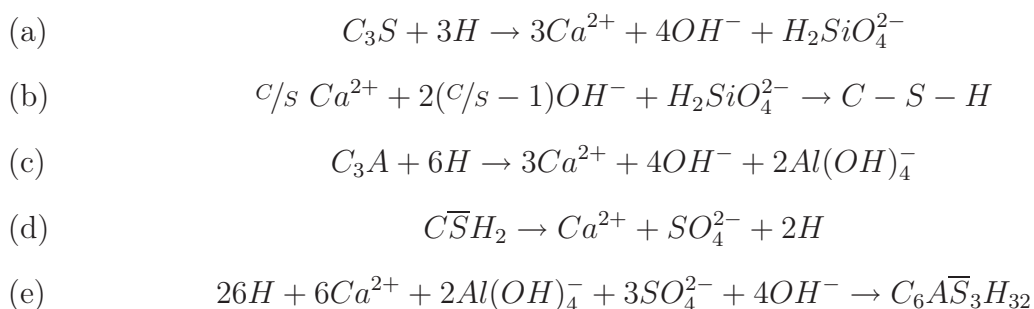 (a) C₃S + 3H → 3Ca²⁺ + 4OH⁻ + H₂SiO₄²⁻
(b) C/S Ca²⁺ + 2(C/S − 1)OH⁻ + H₂SiO₄²⁻ → C − S − H
(c) C₃A + 6H → 3Ca²⁺ + 4OH⁻ + 2Al(OH)₄⁻
(d) CS̅H₂ → Ca²⁺ + SO₄²⁻ + 2H
(e) 26H + 6Ca²⁺ + 2Al(OH)₄⁻ + 3SO₄²⁻ + 4OH⁻ → C₆AS̅₃H₃₂